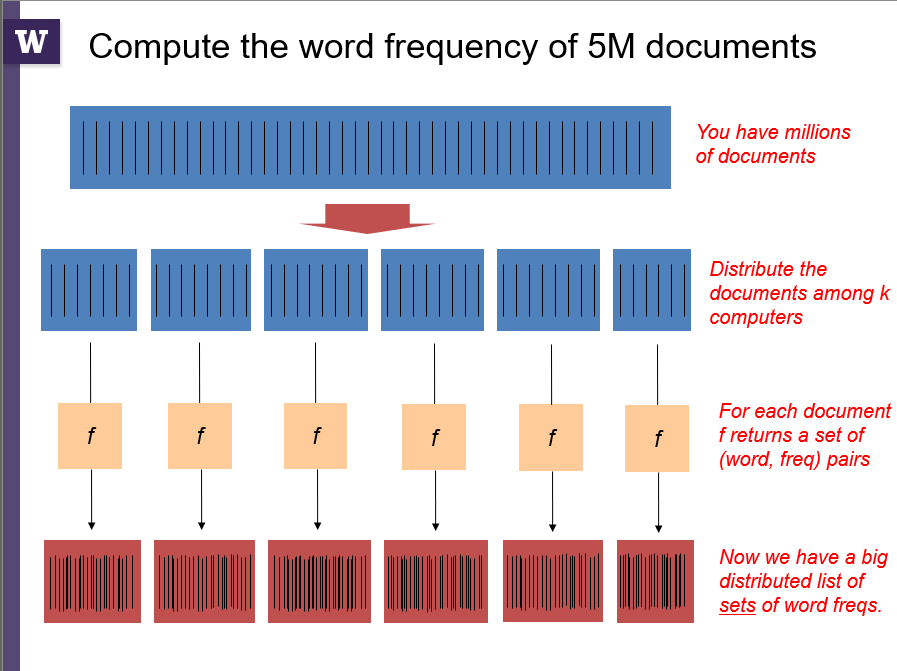 W
Compute the word frequency of 5M documents
You have millions
of documents
Distribute the
documents among k
computers
f f f f f f
For each document
f returns a set of
(word, freq) pairs
Now we have a big
distributed list of
sets of word freqs.